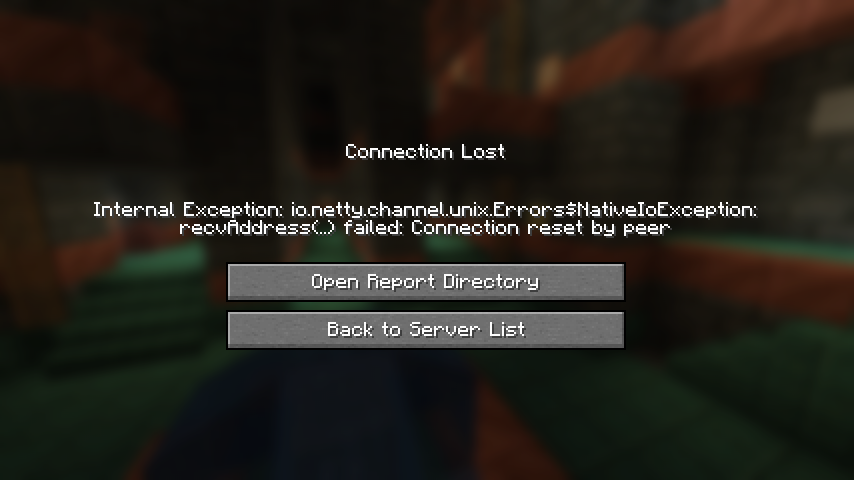 Connection Lost
Internal Exception: io.netty.channel.unix.Errors$NativeIoException:
recvAddress(..) failed: Connection reset by peer
Open Report Directory
Back to Server List